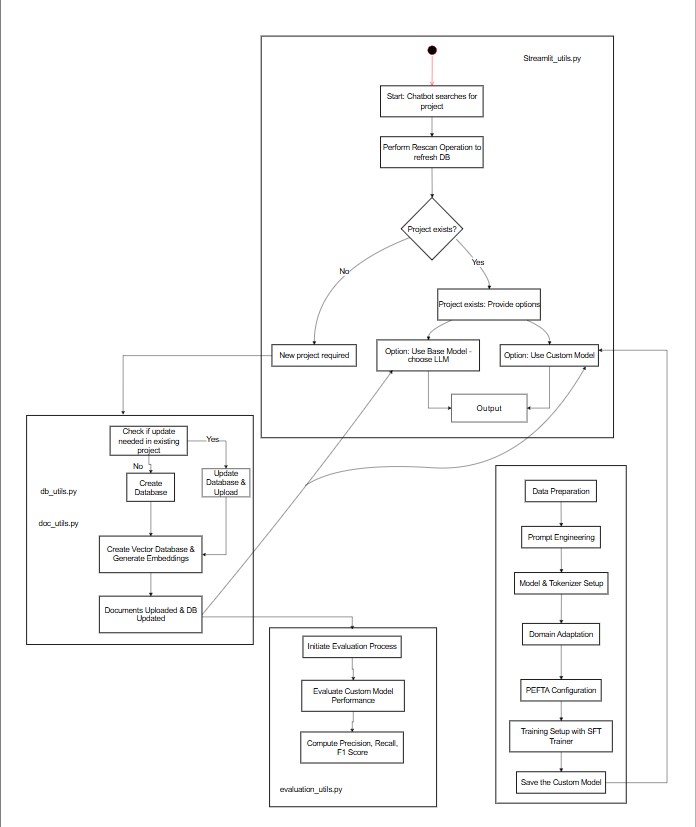 Streamlit_utils.py
Start: Chatbot searches for
project
Perform Rescan Operation to
refresh DB
Project exists?
No
Yes
Project exists: Provide options
New project required
Option: Use Base Model -
choose LLM
Option: Use Custom Model
Output
Check if update
needed in existing
project
Yes
No
Create
Database
Update
Database &
Upload
db_utils.py
doc_utils.py
Create Vector Database &
Generate Embeddings
Documents Uploaded & DB
Updated
Initiate Evaluation Process
Evaluate Custom Model
Performance
Compute Precision, Recall,
F1 Score
evaluation_utils.py
Data Preparation
Prompt Engineering
Model & Tokenizer Setup
Domain Adaptation
PEFTA Configuration
Training Setup with SFT
Trainer
Save the Custom Model